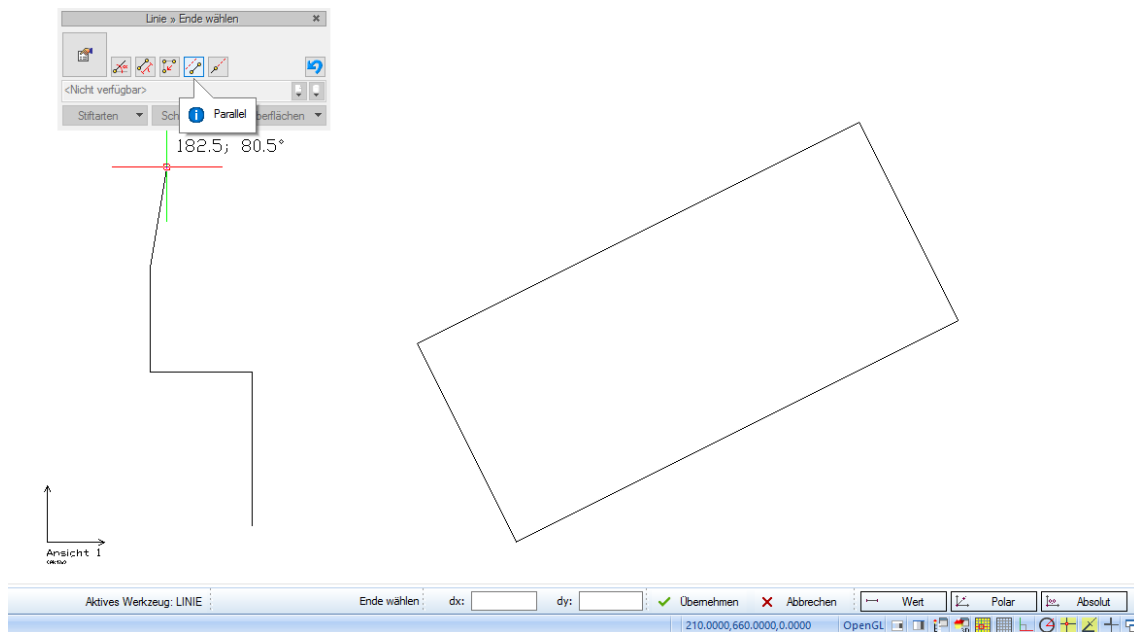 Linie » Ende wählen
<Nicht verfügbar>
Stiftarten Sch Parallel berflächen
182.5; 80.5°
Ansicht 1
Aktives Werkzeug: LINIE Ende wählen dx: dy: Übernehmen Abbrechen Wert Polar Absolut
210.0000,660.0000,0.0000 OpenGL